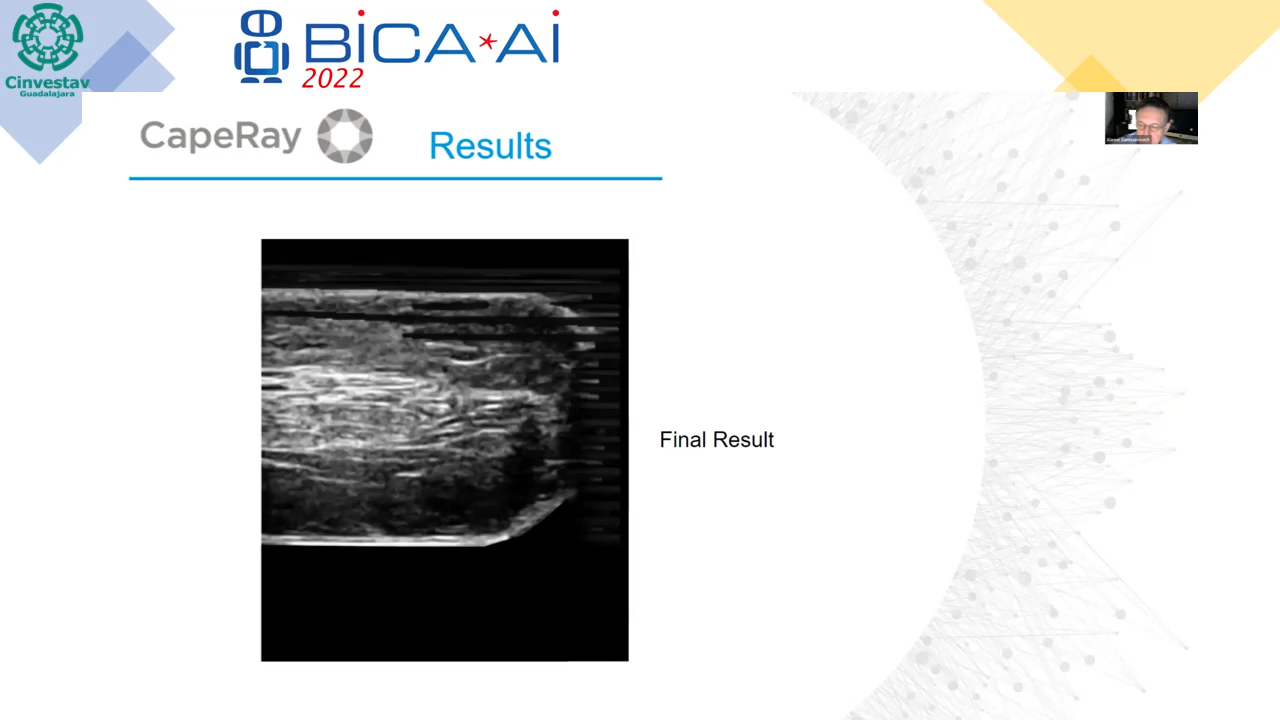 Cinvestav
Guadalajara
BiCA*Ai
2022
CapeRay
Results
Final Result